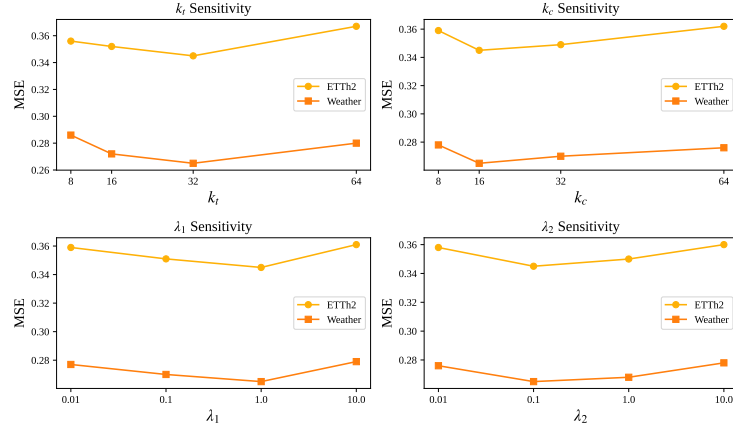 k_t Sensitivity
MSE
0.36
0.34
0.32
0.30
0.28
0.26
ETTh2
Weather
8 16 32 64
k_t
k_c Sensitivity
MSE
0.36
0.34
0.32
0.30
0.28
ETTh2
Weather
8 16 32 64
k_c
λ_1 Sensitivity
MSE
0.36
0.34
0.32
0.30
0.28
ETTh2
Weather
0.01 0.1 1.0 10.0
λ_1
λ_2 Sensitivity
MSE
0.36
0.34
0.32
0.30
0.28
ETTh2
Weather
0.01 0.1 1.0 10.0
λ_2